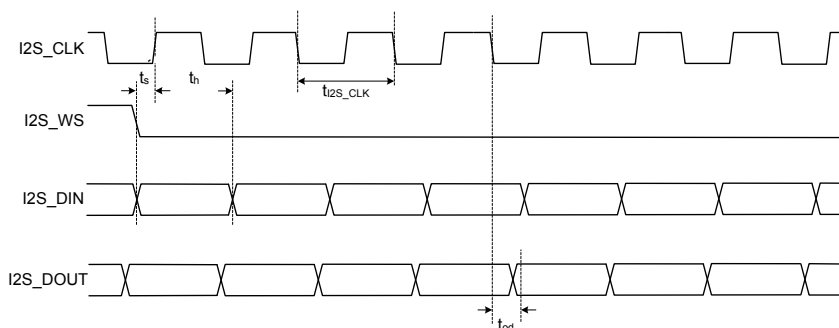 I2S_CLK
ts
th
tI2S_CLK
I2S_WS
I2S_DIN
I2S_DOUT
tod